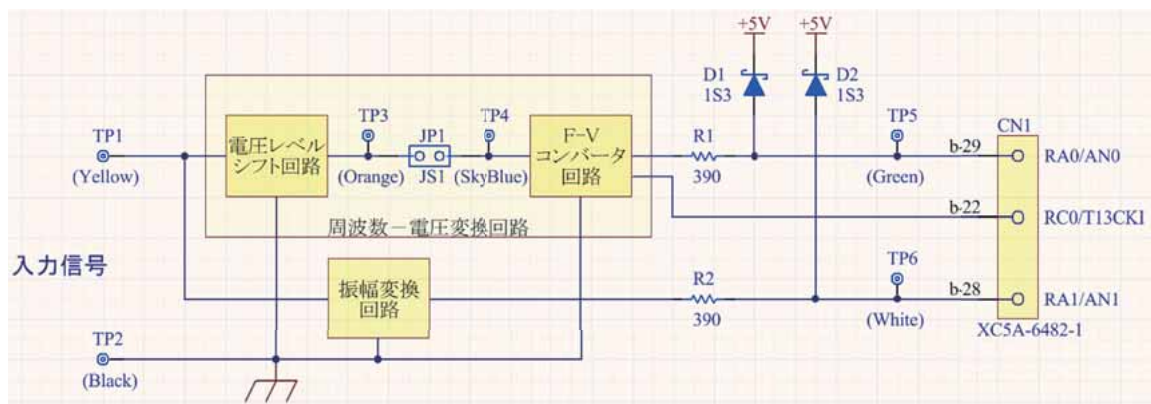 +5V
+5V
D1
1S3
D2
1S3
TP1
(Yellow)
電圧レベル
シフト回路
TP3
(Orange)
JP1
JS1
TP4
(SkyBlue)
F-V
コンバータ
回路
R1
390
TP5
(Green)
CN1
b-29
RA0/AN0
b-22
RC0/T13CKI
周波数－電圧変換回路
入力信号
振幅変換
回路
R2
390
TP6
(White)
b-28
RA1/AN1
XC5A-6482-1
TP2
(Black)